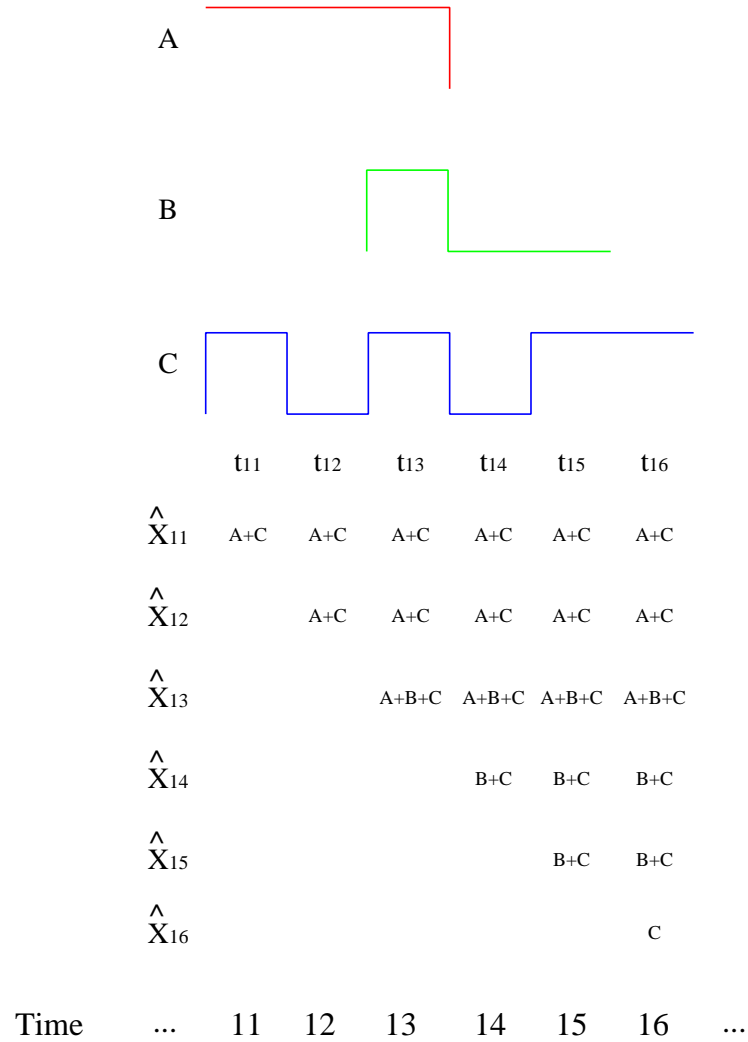 A
B
C
t11 t12 t13 t14 t15 t16
X̂11 A+C A+C A+C A+C A+C A+C
X̂12 A+C A+C A+C A+C A+C
X̂13 A+B+C A+B+C A+B+C A+B+C
X̂14 B+C B+C B+C
X̂15 B+C B+C
X̂16 C
Time ... 11 12 13 14 15 16 ...